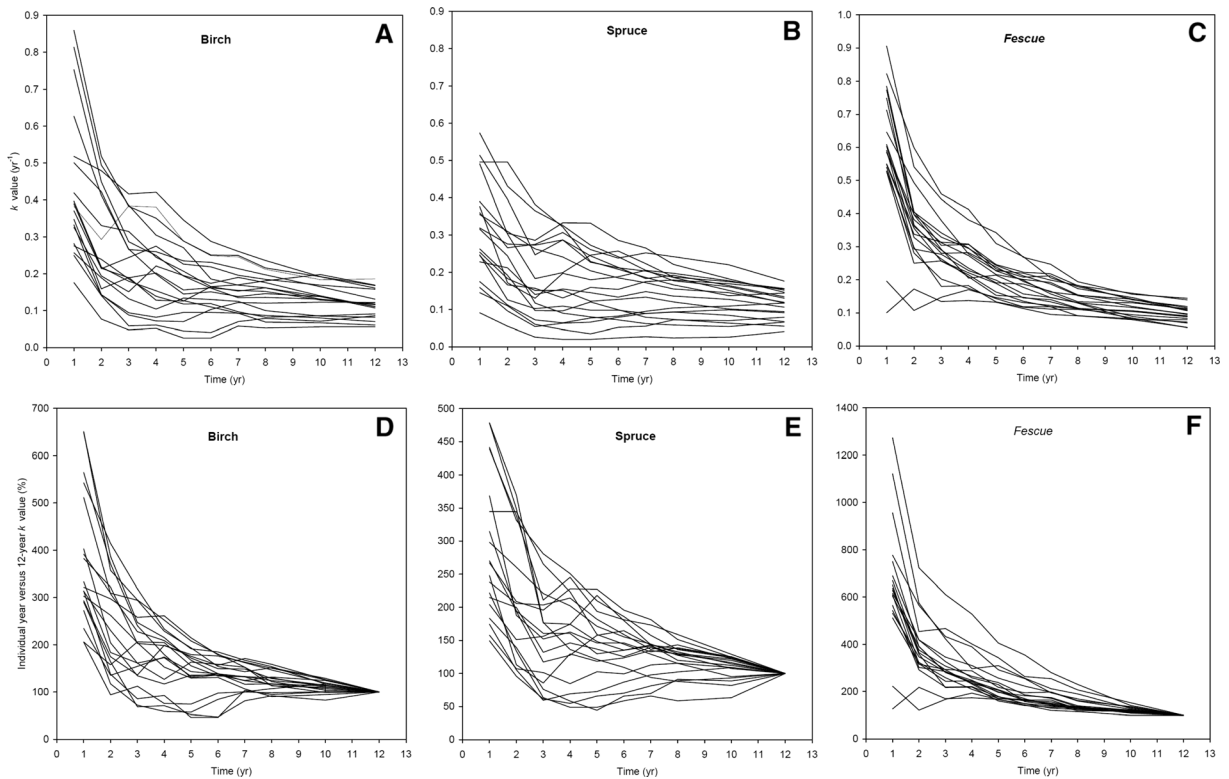 A
Birch
k value (yr-1)
0.9
0.8
0.7
0.6
0.5
0.4
0.3
0.2
0.1
0.0
0 1 2 3 4 5 6 7 8 9 10 11 12 13
Time (yr)
B
Spruce
0.9
0.8
0.7
0.6
0.5
0.4
0.3
0.2
0.1
0.0
0 1 2 3 4 5 6 7 8 9 10 11 12 13
Time (yr)
C
Fescue
1.0
0.9
0.8
0.7
0.6
0.5
0.4
0.3
0.2
0.1
0.0
0 1 2 3 4 5 6 7 8 9 10 11 12 13
Time (yr)
D
Birch
Individual year versus 12-year k value (%)
700
600
500
400
300
200
100
0
0 1 2 3 4 5 6 7 8 9 10 11 12 13
Time (yr)
E
Spruce
500
450
400
350
300
250
200
150
100
50
0
0 1 2 3 4 5 6 7 8 9 10 11 12 13
Time (yr)
F
Fescue
1400
1200
1000
800
600
400
200
0
0 1 2 3 4 5 6 7 8 9 10 11 12 13
Time (yr)